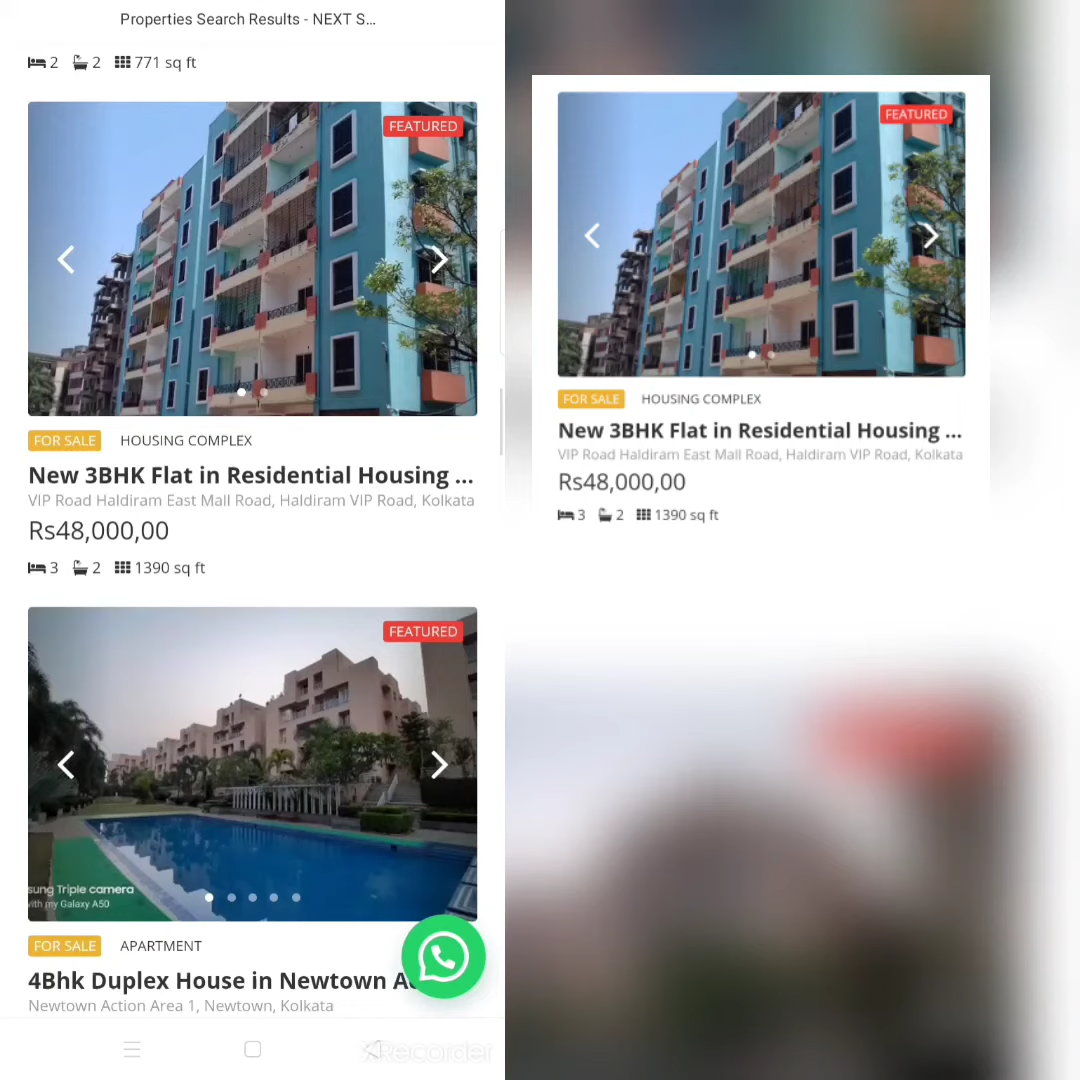 Properties Search Results - NEXT S...
2 2 771 sq ft
FEATURED
FOR SALE HOUSING COMPLEX
New 3BHK Flat in Residential Housing ...
VIP Road Haldiram East Mall Road, Haldiram VIP Road, Kolkata
Rs48,000,00
3 2 1390 sq ft
FEATURED
sung Triple camera
with my Galaxy A50
FOR SALE APARTMENT
4Bhk Duplex House in Newtown
Newtown Action Area 1, Newtown, Kolkata
XRecorder
FEATURED
FOR SALE HOUSING COMPLEX
New 3BHK Flat in Residential Housing ...
VIP Road Haldiram East Mall Road, Haldiram VIP Road, Kolkata
Rs48,000,00
3 2 1390 sq ft